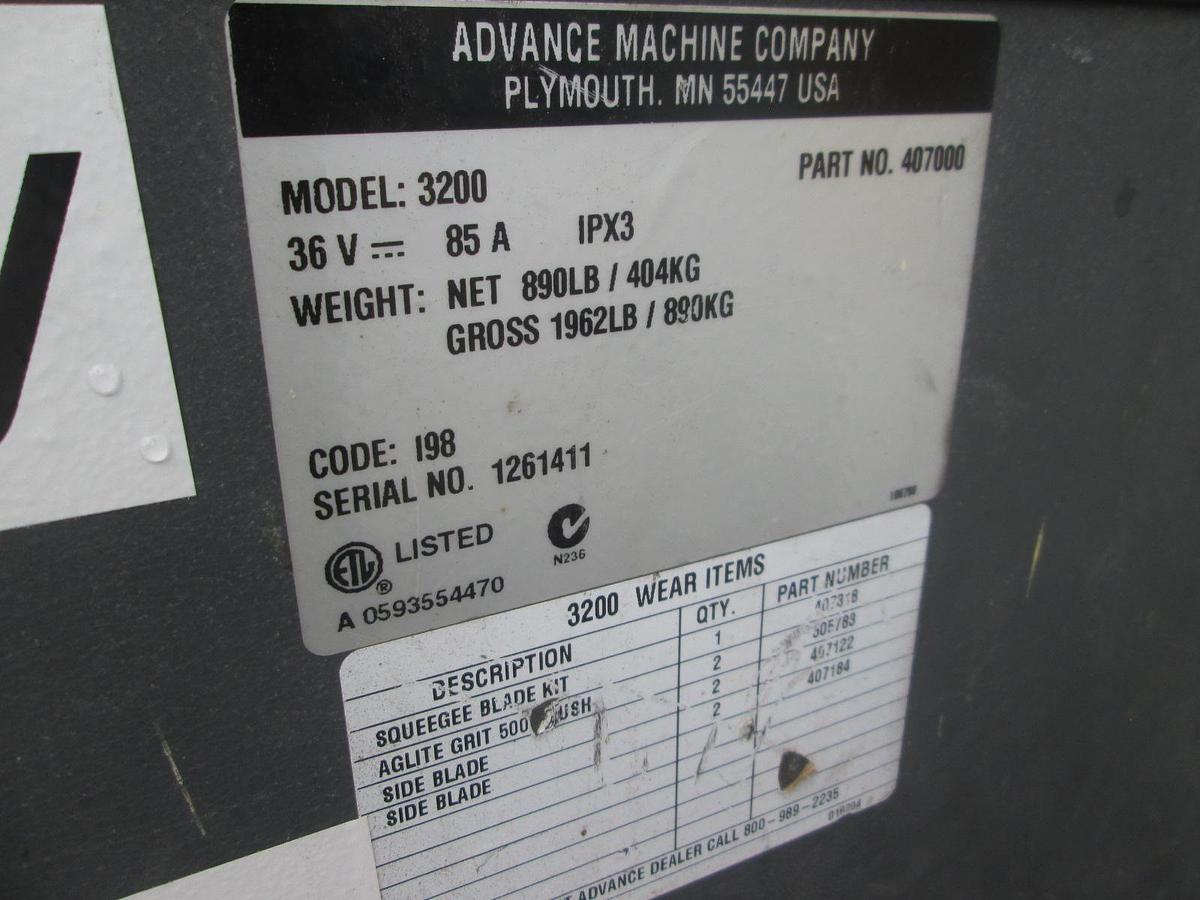 ADVANCE MACHINE COMPANY
PLYMOUTH. MN 55447 USA
MODEL: 3200
PART NO. 407000
36 V 85 A IPX3
WEIGHT: NET 890LB / 404KG
GROSS 1962LB / 890KG
CODE: I98
SERIAL NO. 1261411
ETL ® LISTED
N236
A 0593554470
3200 WEAR ITEMS
DESCRIPTION QTY. PART NUMBER
SQUEEGEE BLADE KIT 1
AGLITE GRIT 500 2
SIDE BLADE 2 407122
SIDE BLADE 2 407184
ADVANCE DEALER CALL 800-989-2235